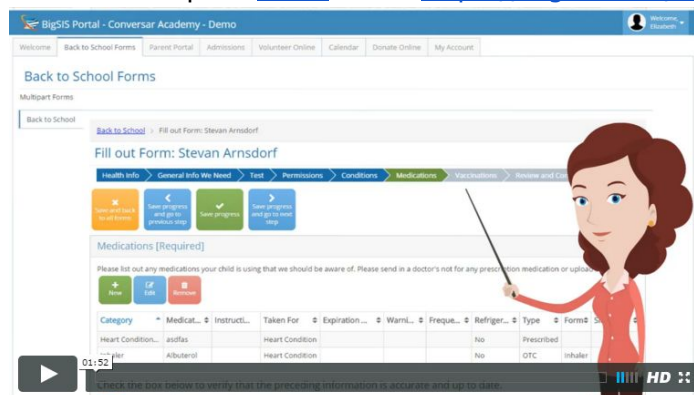 BigSIS Portal - Conversar Academy - Demo
Welcome, Elizabeth
Welcome Back to School Forms Parent Portal Admissions Volunteer Online Calendar Donate Online My Account
Back to School Forms
Multipart Forms
Back to School
Back to School > Fill out Form: Stevan Arnsdorf
Fill out Form: Stevan Arnsdorf
Health Info General Info We Need Test Permissions Conditions Medications Vaccinations Review and
Save and back to all forms
Save progress and go to previous step
Save progress
Save progress and go to next step
Medications [Required]
Please list out any medications your child is using that we should be aware of. Please send in a doctor's not for any prescription medication or upload
New Edit Remove
Category Medicat... Instructi... Taken For Expiration ... Warni... Freque... Refriger... Type Form
Heart Condition... asdfas Heart Condition No Prescribed
Albuterol Heart Condition No OTC Inhaler
01:52
Check the box below to verify that the preceding information is accurate and up to date.
HD